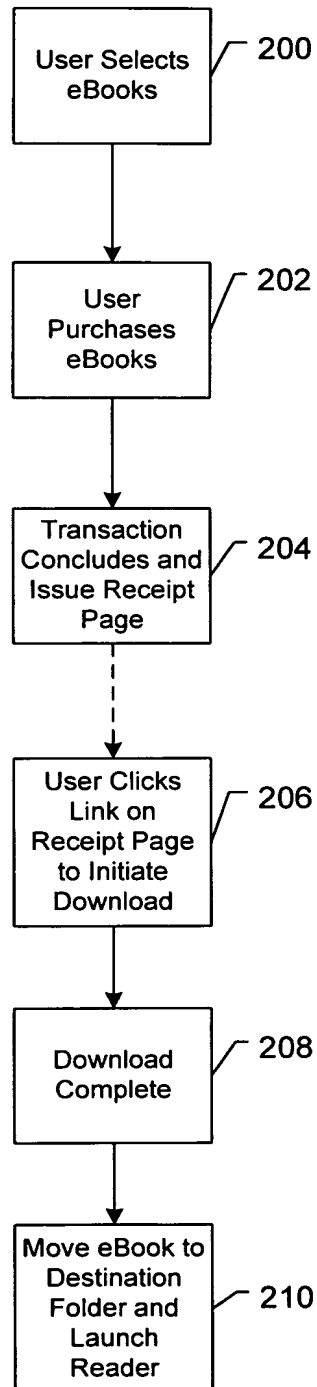 User Selects
eBooks
200
User
Purchases
eBooks
202
Transaction
Concludes and
Issue Receipt
Page
204
User Clicks
Link on
Receipt Page
to Initiate
Download
206
Download
Complete
208
Move eBook to
Destination
Folder and
Launch
Reader
210